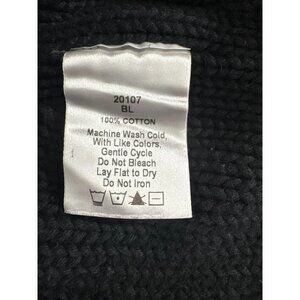 20107
BL
100% COTTON
Machine Wash Cold,
With Like Colors,
Gentle Cycle
Do Not Bleach
Lay Flat to Dry
Do Not Iron